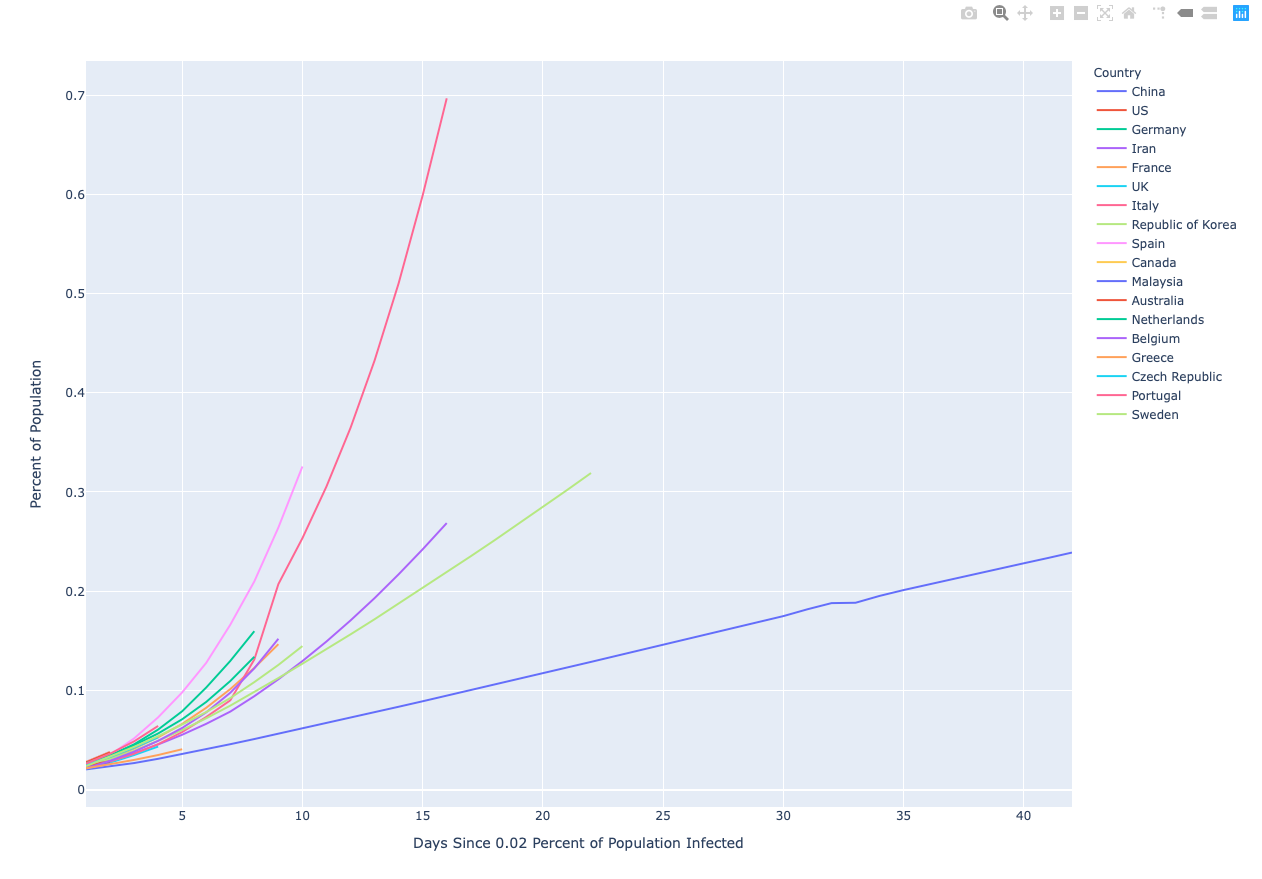 Country
China
US
Germany
Iran
France
UK
Italy
Republic of Korea
Spain
Canada
Malaysia
Australia
Netherlands
Belgium
Greece
Czech Republic
Portugal
Sweden
Percent of Population
0.7
0.6
0.5
0.4
0.3
0.2
0.1
0
5 10 15 20 25 30 35 40
Days Since 0.02 Percent of Population Infected